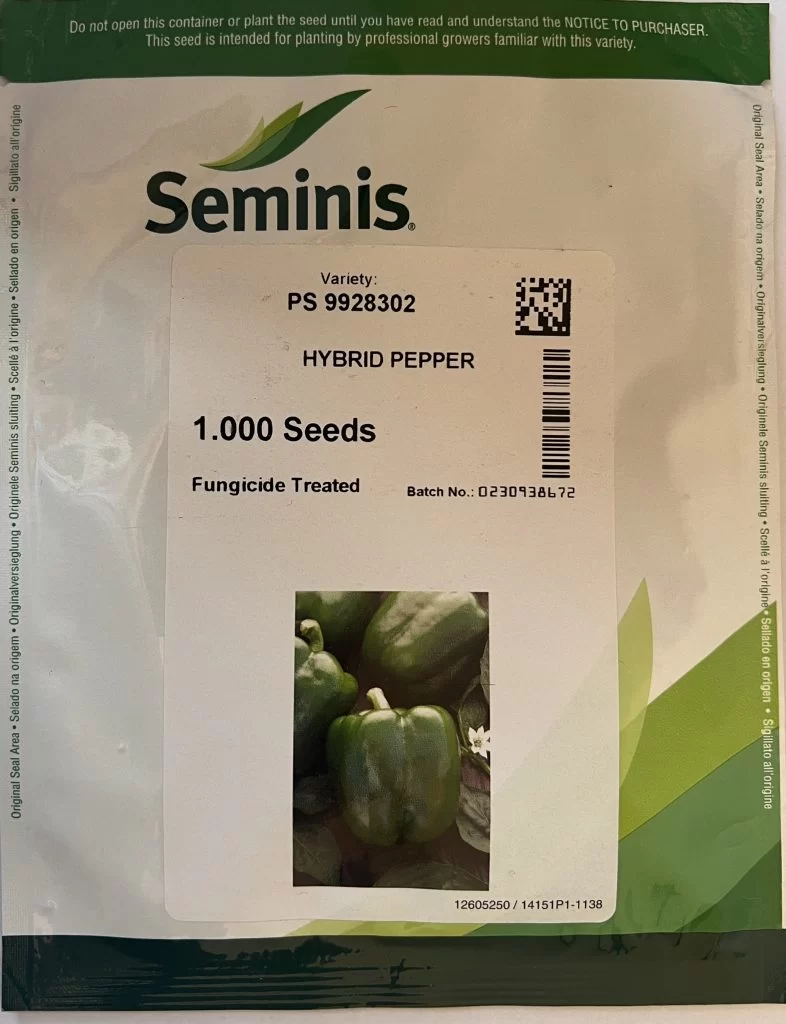 Do not open this container or plant the seed until you have read and understand the NOTICE TO PURCHASER.
This seed is intended for planting by professional growers familiar with this variety.
Seminis®
Variety:
PS 9928302
HYBRID PEPPER
1.000 Seeds
Fungicide Treated
Batch No.: 0230938672
12605250 / 14151P1-1138
Original Seal Area • Selado na origem • Originalversieglung • Originele Seminis sluiting • Scellé à l'origine • Sellado en origen • Sigillato all'origine
Original Seal Area • Selado na origem • Originalversieglung • Originele Seminis sluiting • Scellé à l'origine • Sellado en origen • Sigillato all'origine